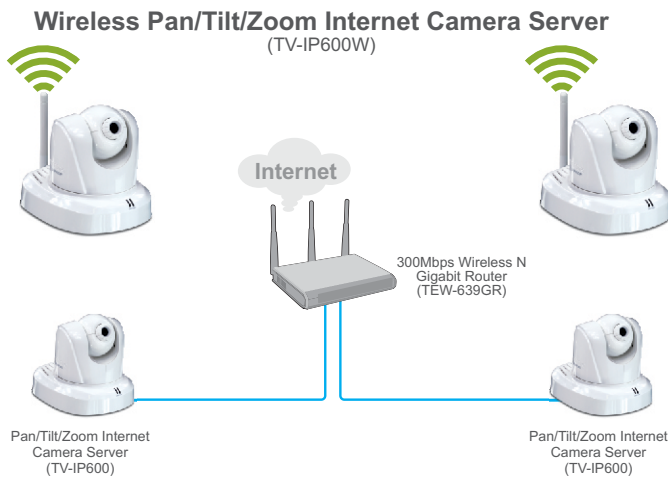 Wireless Pan/Tilt/Zoom Internet Camera Server
(TV-IP600W)
Internet
300Mbps Wireless N
Gigabit Router
(TEW-639GR)
Pan/Tilt/Zoom Internet
Camera Server
(TV-IP600)
Pan/Tilt/Zoom Internet
Camera Server
(TV-IP600)